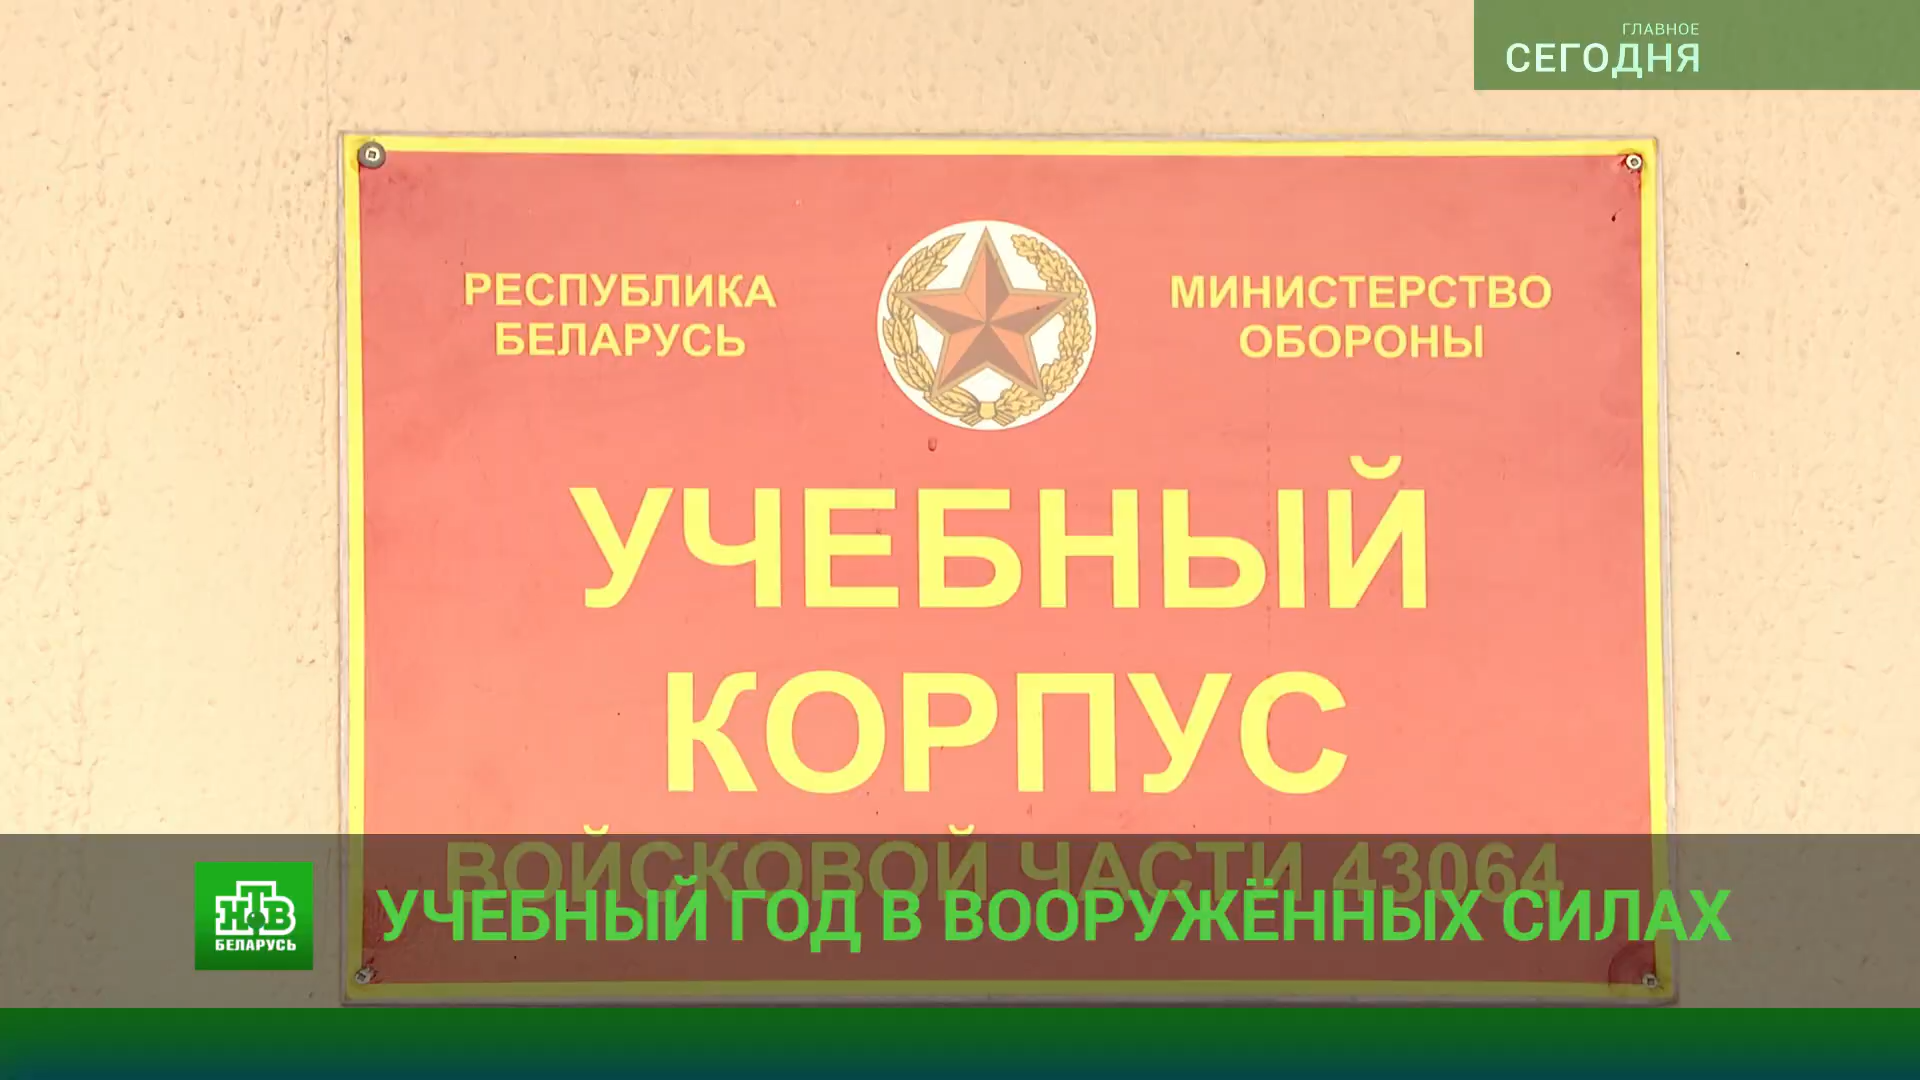 ГЛАВНОЕ
СЕГОДНЯ
РЕСПУБЛИКА
БЕЛАРУСЬ
МИНИСТЕРСТВО
ОБОРОНЫ
УЧЕБНЫЙ
КОРПУС
ВОЙСКОВОЙ ЧАСТИ 43064
НТВ
БЕЛАРУСЬ
УЧЕБНЫЙ ГОД В ВООРУЖЁННЫХ СИЛАХ